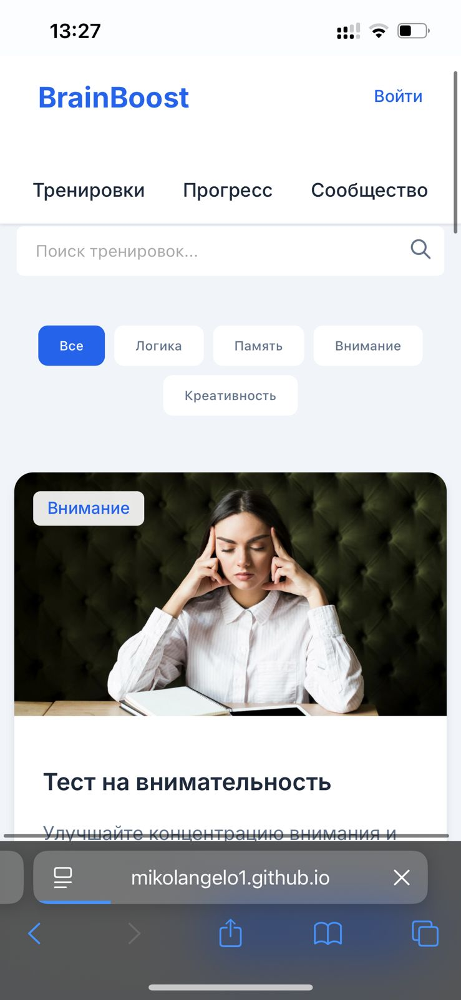 13:27
BrainBoost
Войти
Тренировки Прогресс Сообщество
Поиск тренировок...
Все Логика Память Внимание
Креативность
Внимание
Тест на внимательность
Улучшайте концентрацию внимания и
mikolangelo1.github.io